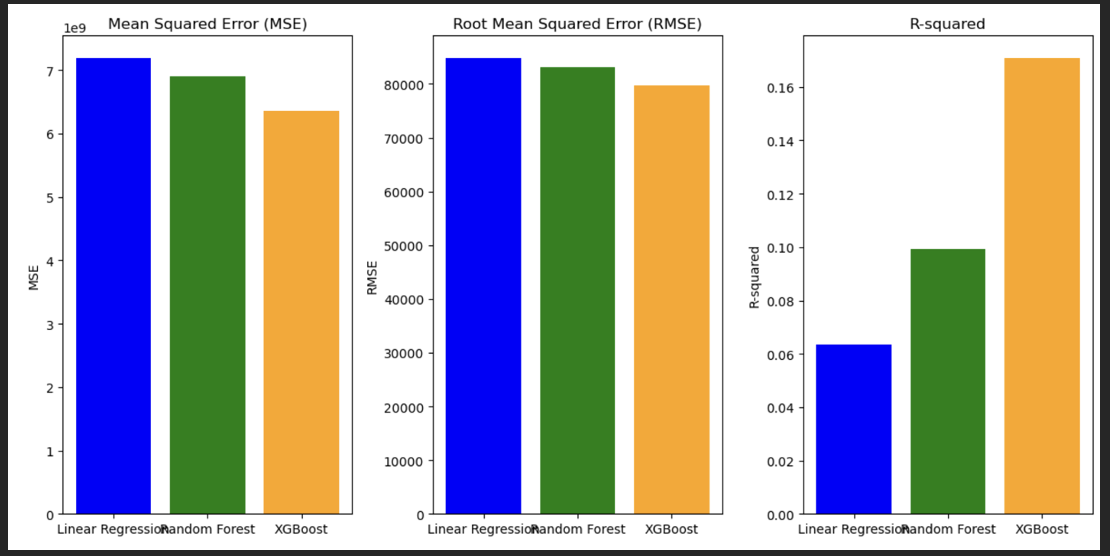 Mean Squared Error (MSE)
1e9
MSE
7
6
5
4
3
2
1
0
Linear Regression
Random Forest
XGBoost
Root Mean Squared Error (RMSE)
RMSE
80000
70000
60000
50000
40000
30000
20000
10000
0
Linear Regression
Random Forest
XGBoost
R-squared
R-squared
0.16
0.14
0.12
0.10
0.08
0.06
0.04
0.02
0.00
Linear Regression
Random Forest
XGBoost